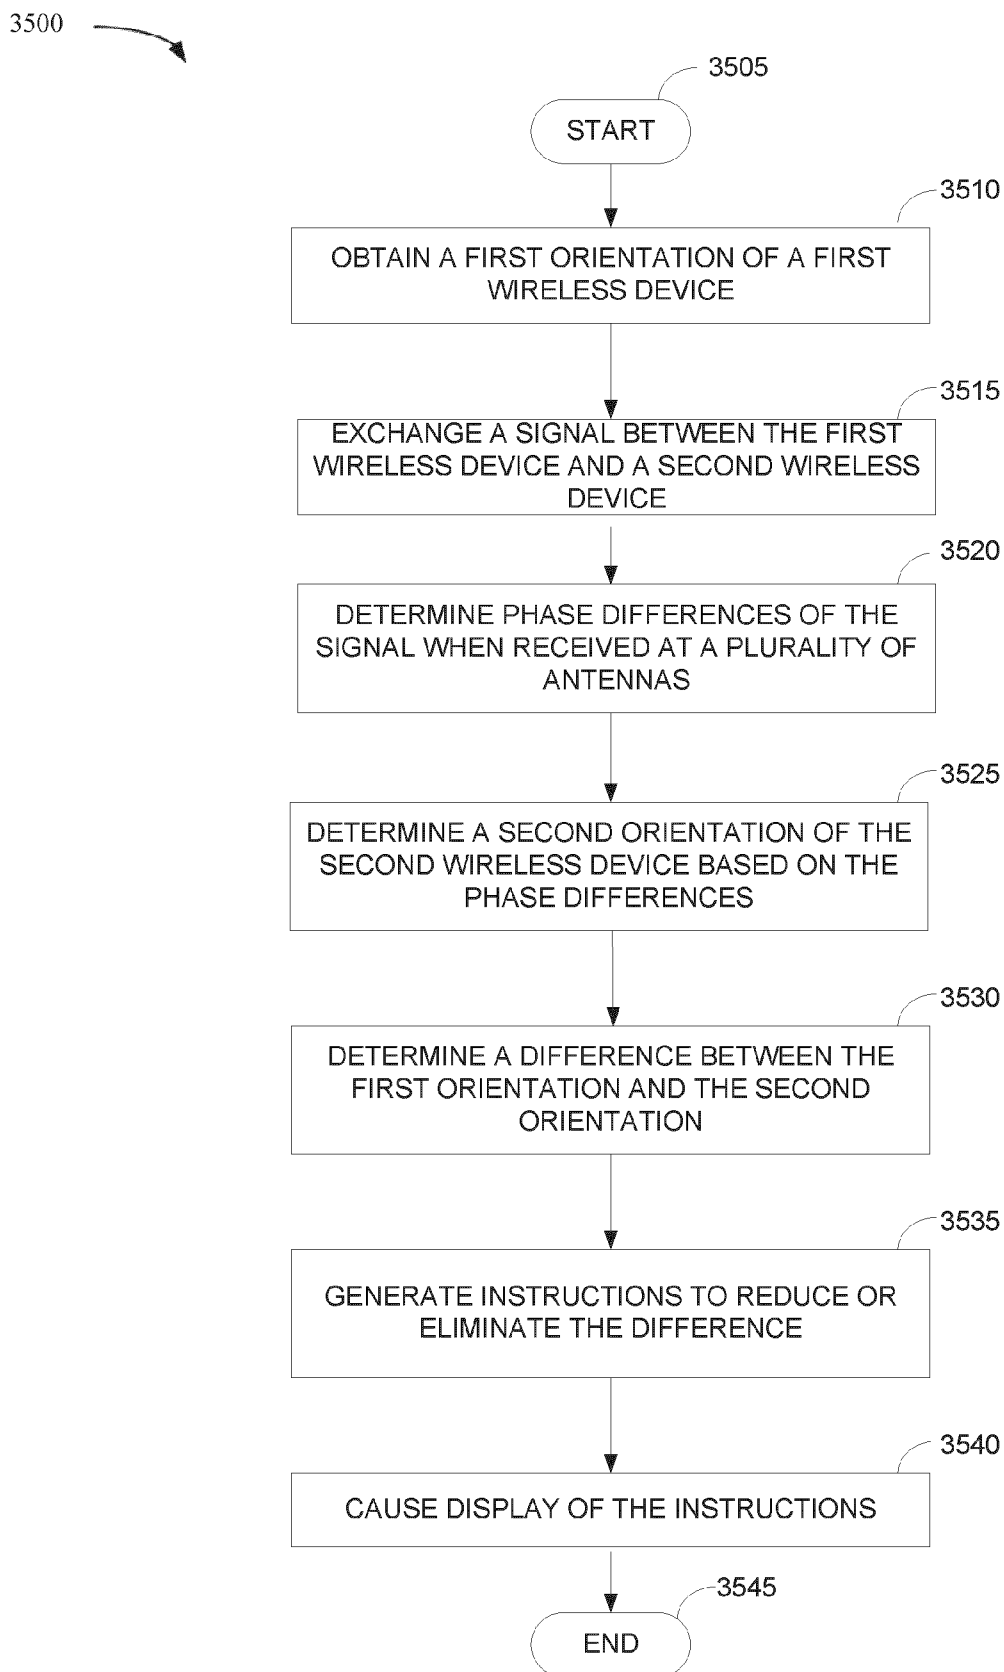 3500
3505
START
3510
OBTAIN A FIRST ORIENTATION OF A FIRST
WIRELESS DEVICE
3515
EXCHANGE A SIGNAL BETWEEN THE FIRST
WIRELESS DEVICE AND A SECOND WIRELESS
DEVICE
3520
DETERMINE PHASE DIFFERENCES OF THE
SIGNAL WHEN RECEIVED AT A PLURALITY OF
ANTENNAS
3525
DETERMINE A SECOND ORIENTATION OF THE
SECOND WIRELESS DEVICE BASED ON THE
PHASE DIFFERENCES
3530
DETERMINE A DIFFERENCE BETWEEN THE
FIRST ORIENTATION AND THE SECOND
ORIENTATION
3535
GENERATE INSTRUCTIONS TO REDUCE OR
ELIMINATE THE DIFFERENCE
3540
CAUSE DISPLAY OF THE INSTRUCTIONS
3545
END